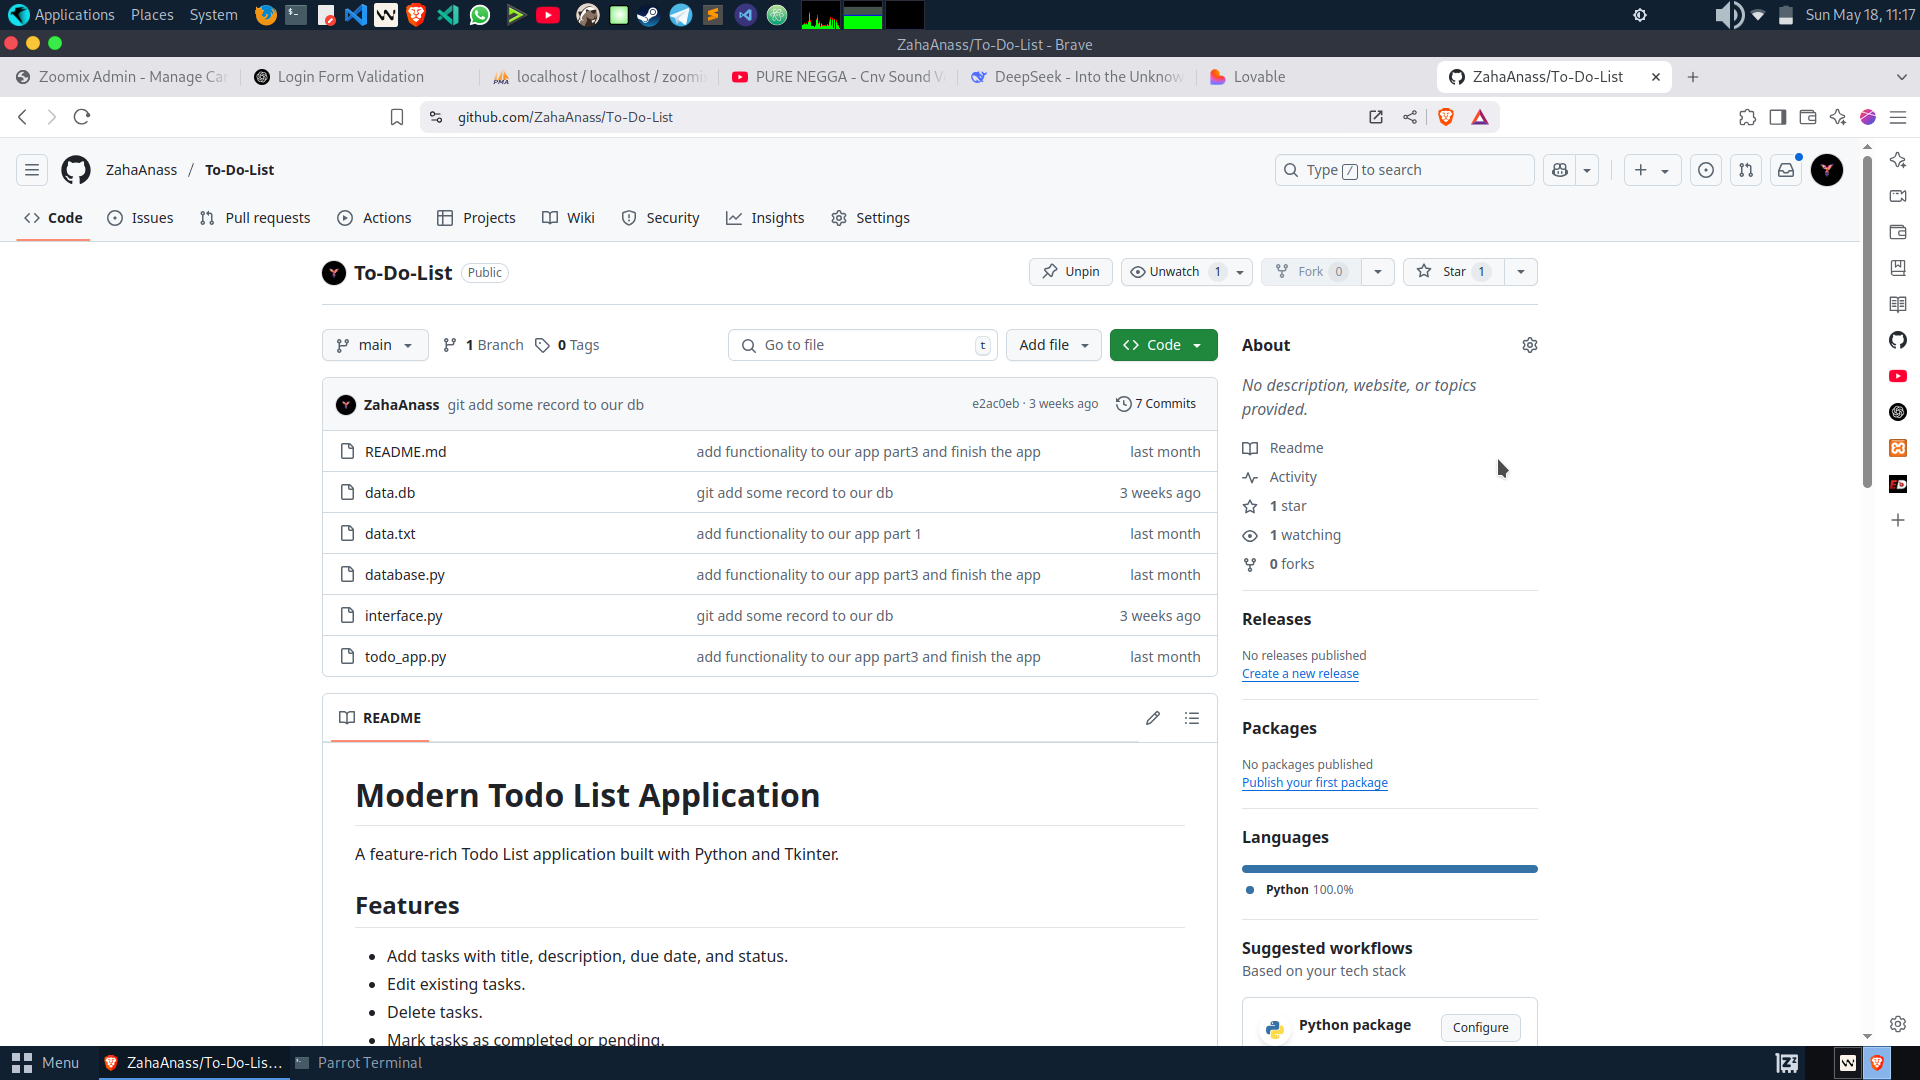 Applications Places System
Sun May 18, 11:17
ZahaAnass/To-Do-List - Brave
Zoomix Admin - Manage Ca
Login Form Validation
localhost / localhost / zoomi
PURE NEGGA - Cnv Sound V
DeepSeek - Into the Unknow
Lovable
ZahaAnass/To-Do-List
github.com/ZahaAnass/To-Do-List
ZahaAnass / To-Do-List
Type / to search
Code Issues Pull requests Actions Projects Wiki Security Insights Settings
To-Do-List Public
Unpin Unwatch 1 Fork 0 Star 1
main 1 Branch 0 Tags
Go to file t
Add file Code
ZahaAnass git add some record to our db e2ac0eb · 3 weeks ago 7 Commits
README.md add functionality to our app part3 and finish the app last month
data.db git add some record to our db 3 weeks ago
data.txt add functionality to our app part 1 last month
database.py add functionality to our app part3 and finish the app last month
interface.py git add some record to our db 3 weeks ago
todo_app.py add functionality to our app part3 and finish the app last month
README
Modern Todo List Application
A feature-rich Todo List application built with Python and Tkinter.
Features
Add tasks with title, description, due date, and status.
Edit existing tasks.
Delete tasks.
Mark tasks as completed or pending.
About
No description, website, or topics
provided.
Readme
Activity
1 star
1 watching
0 forks
Releases
No releases published
Create a new release
Packages
No packages published
Publish your first package
Languages
Python 100.0%
Suggested workflows
Based on your tech stack
Python package Configure
Menu ZahaAnass/To-Do-Lis... Parrot Terminal